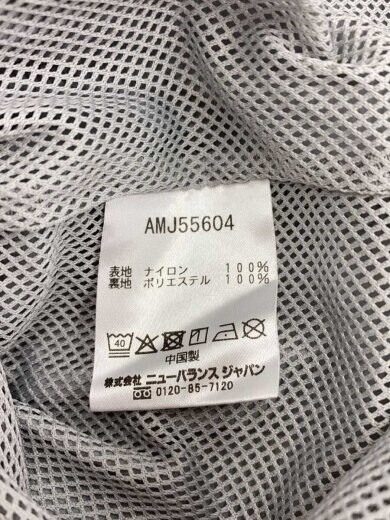 AMJ55604
表地 ナイロン 100%
裏地 ポリエステル 100%
40
中国製
株式会社 ニューバランス ジャパン
0120-85-7120